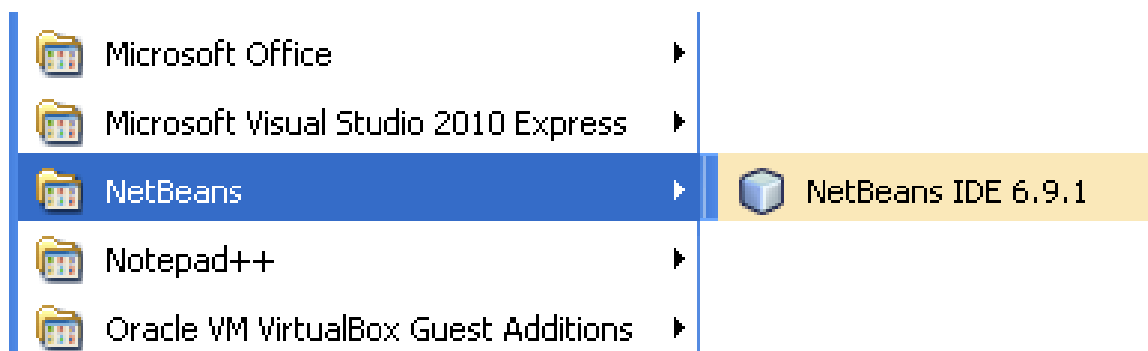 Microsoft Office
Microsoft Visual Studio 2010 Express
NetBeans
NetBeans IDE 6.9.1
Notepad++
Oracle VM VirtualBox Guest Additions